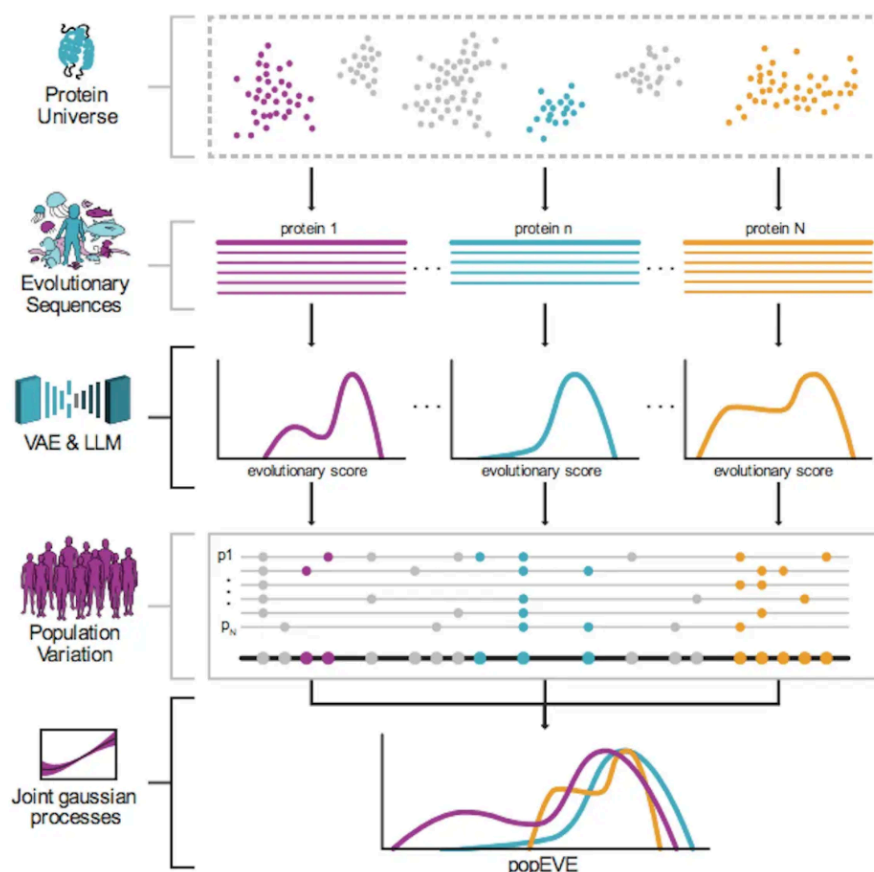 Protein
Universe
Evolutionary
Sequences
protein 1
protein n
protein N
. . .
. . .
VAE & LLM
. . .
. . .
evolutionary score
evolutionary score
evolutionary score
Population
Variation
p1
pN
Joint gaussian
processes
popEVE